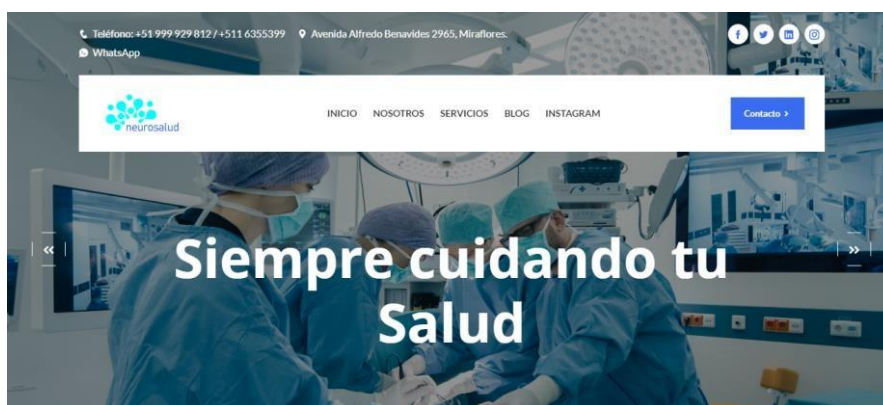 Teléfono: +51 999 929 812 / +511 6355399 Avenida Alfredo Benavides 2965, Miraflores.
WhatsApp
neurosalud
INICIO NOSOTROS SERVICIOS BLOG INSTAGRAM
Contacto >
Siempre cuidando tu
Salud